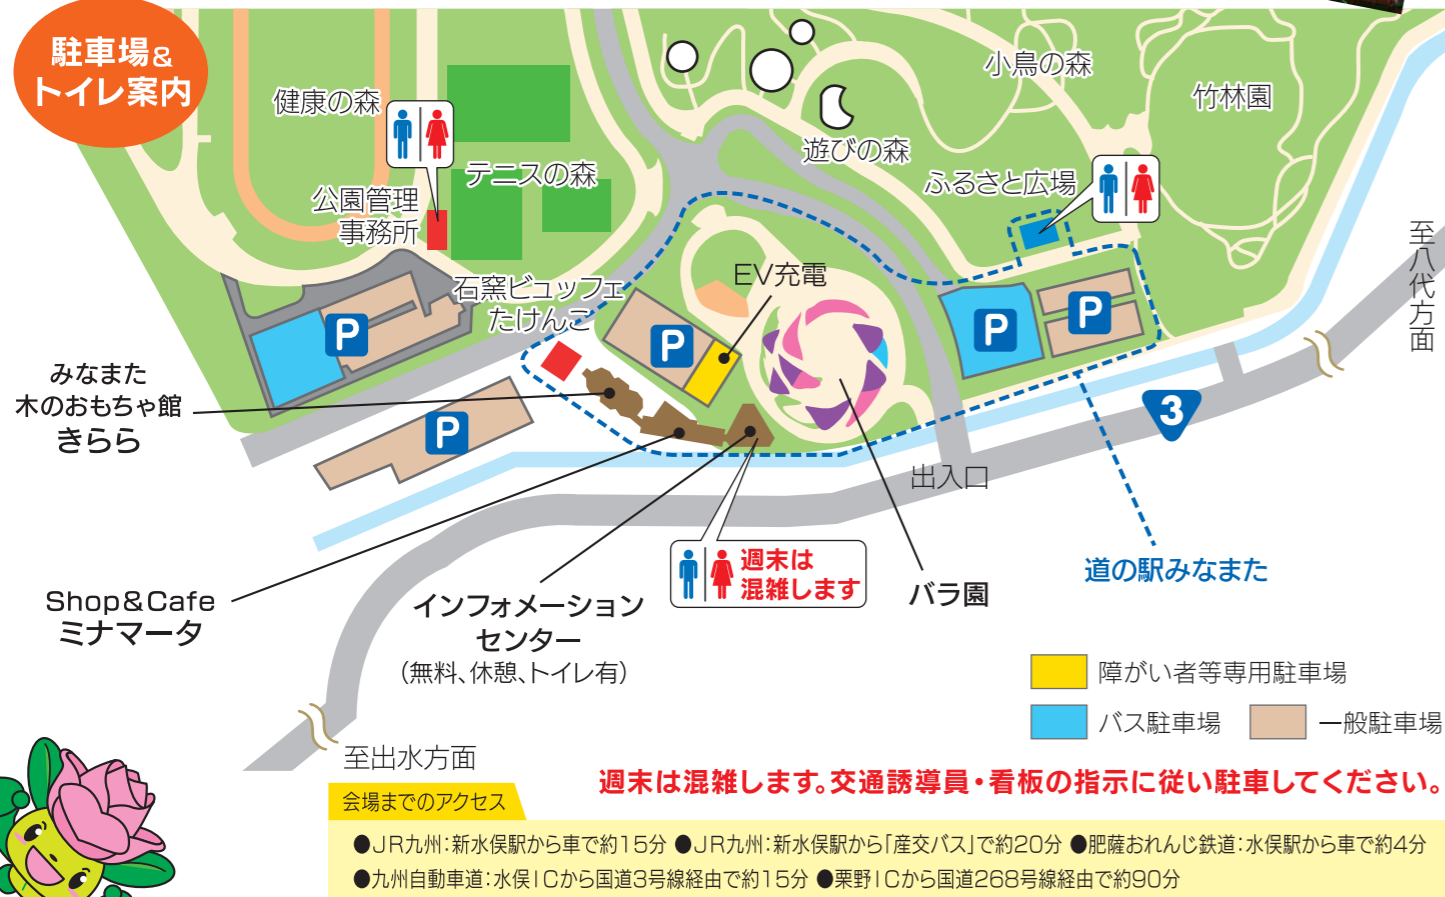 駐車場&
トイレ案内
健康の森
小鳥の森
竹林園
遊びの森
テニスの森
ふるさと広場
公園管理
事務所
至八代方面
EV充電
石窯ビュッフェ
たけんこ
P
P
P
P
P
みなまた
木のおもちゃ館
きらら
3
出入口
週末は
混雑します
道の駅みなまた
バラ園
Shop&Cafe
ミナマータ
インフォメーション
センター
(無料、休憩、トイレ有)
障がい者等専用駐車場
バス駐車場
一般駐車場
至出水方面
週末は混雑します。交通誘導員・看板の指示に従い駐車してください。
会場までのアクセス
●JR九州:新水俣駅から車で約15分 ●JR九州:新水俣駅から「産交バス」で約20分 ●肥薩おれんじ鉄道:水俣駅から車で約4分
●九州自動車道:水俣ICから国道3号線経由で約15分 ●栗野ICから国道268号線経由で約90分